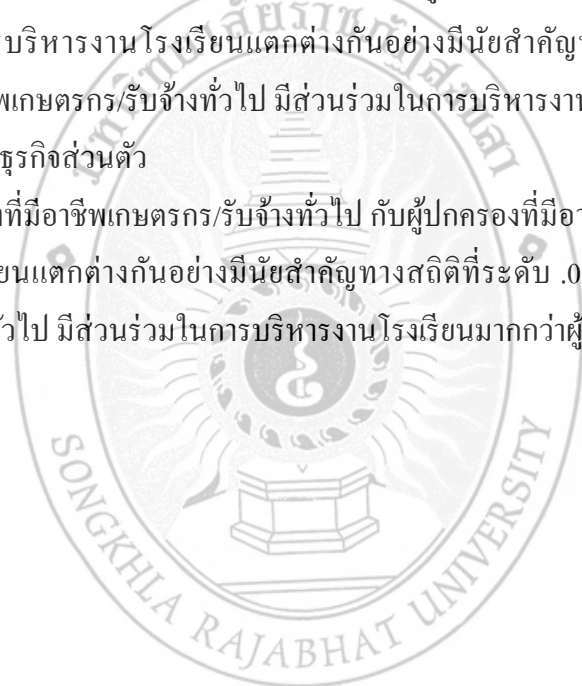 บริหารงานโรงเรียนแตกต่างกันอย่างมีนัยสำคัญ
พเกษตรกร/รับจ้างทั่วไป มีส่วนร่วมในการบริหารงาน
ธุรกิจส่วนตัว
ที่มีอาชีพเกษตรกร/รับจ้างทั่วไป กับผู้ปกครองที่มีอา
ยนแตกต่างกันอย่างมีนัยสำคัญทางสถิติที่ระดับ .0
ั่วไป มีส่วนร่วมในการบริหารงานโรงเรียนมากกว่าผู้
SONGKHLA RAJABHAT UNIVERSITY